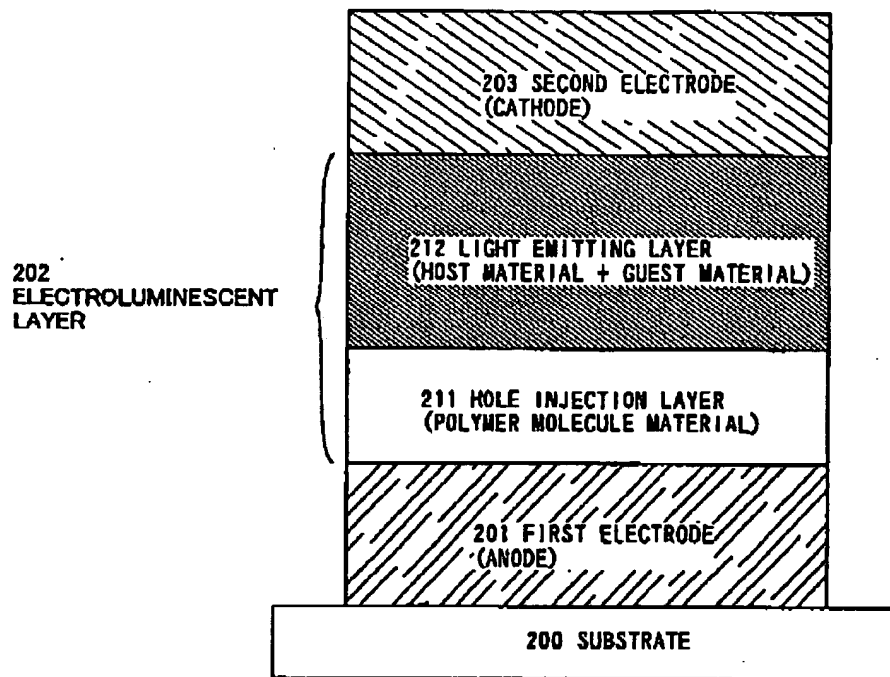 203 SECOND ELECTRODE
(CATHODE)
212 LIGHT EMITTING LAYER
(HOST MATERIAL + GUEST MATERIAL)
202
ELECTROLUMINESCENT
LAYER
211 HOLE INJECTION LAYER
(POLYMER MOLECULE MATERIAL)
201 FIRST ELECTRODE
(ANODE)
200 SUBSTRATE